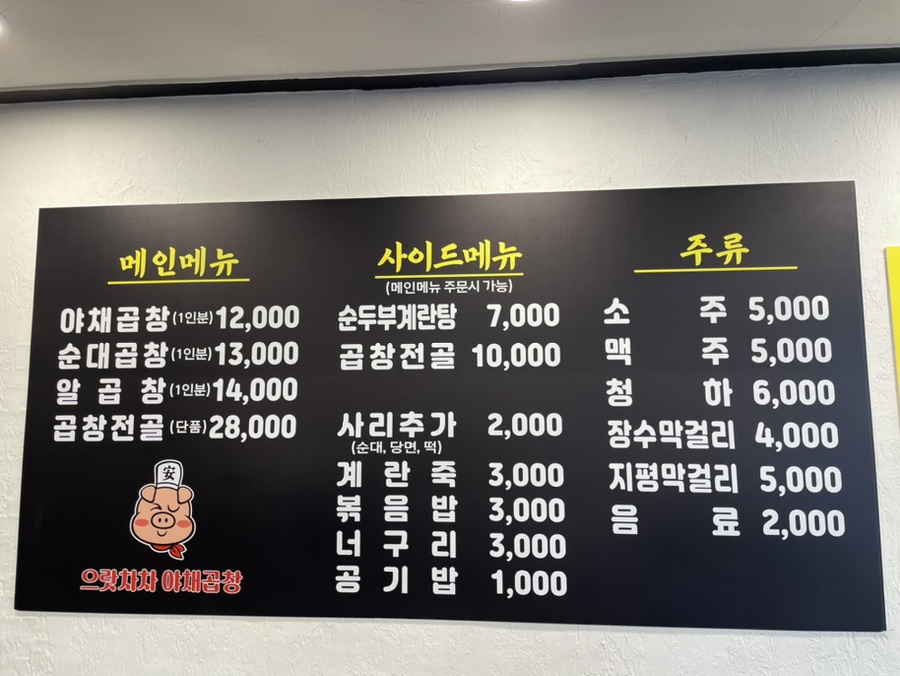 메인메뉴
야채곱창(1인분) 12,000
순대곱창(1인분) 13,000
알곱창(1인분) 14,000
곱창전골(단품) 28,000
安
으랏차차 야채곱창
사이드메뉴
(메인메뉴 주문시 가능)
순두부계란탕 7,000
곱창전골 10,000
사리추가 2,000
(순대, 당면, 떡)
계란죽 3,000
볶음밥 3,000
너구리 3,000
공기밥 1,000
주류
소주 5,000
맥주 5,000
청하 6,000
장수막걸리 4,000
지평막걸리 5,000
음료 2,000